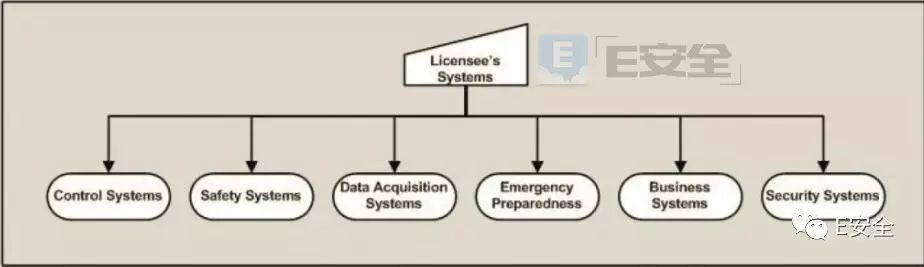 Licensee's
Systems
E安全
Control Systems
Safety Systems
Data Acquisition
Systems
Emergency
Preparedness
Business
Systems
Security Systems
E安全